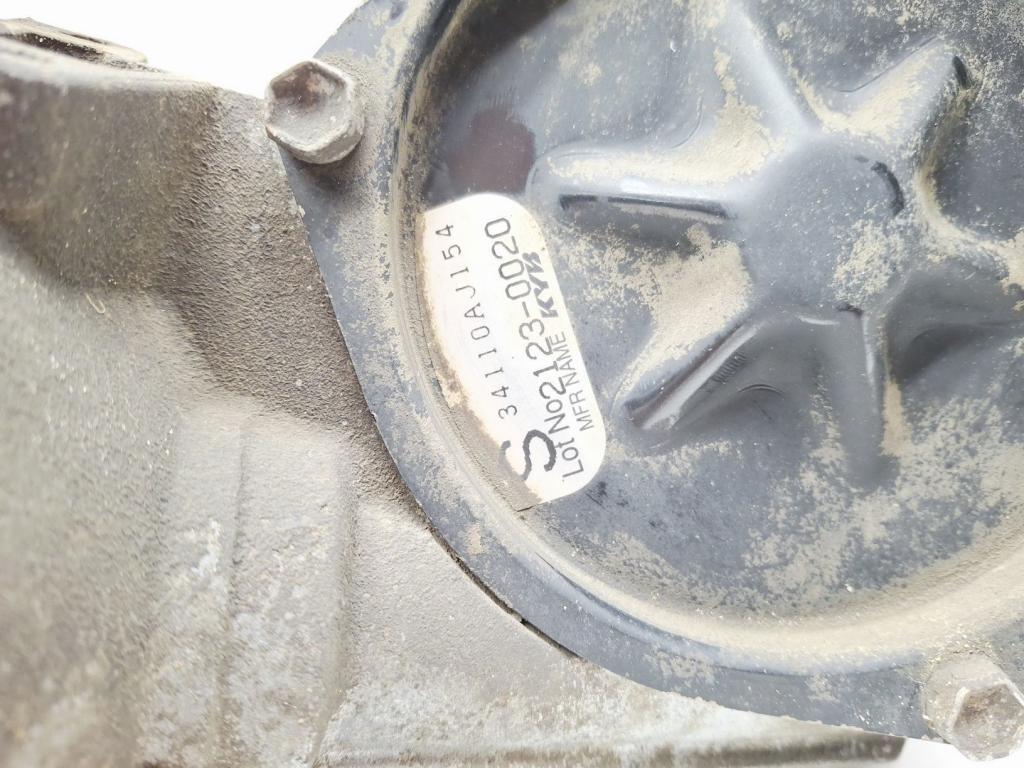 34110AJ154
S
Lot No2123-0020
MFR NAME KYB